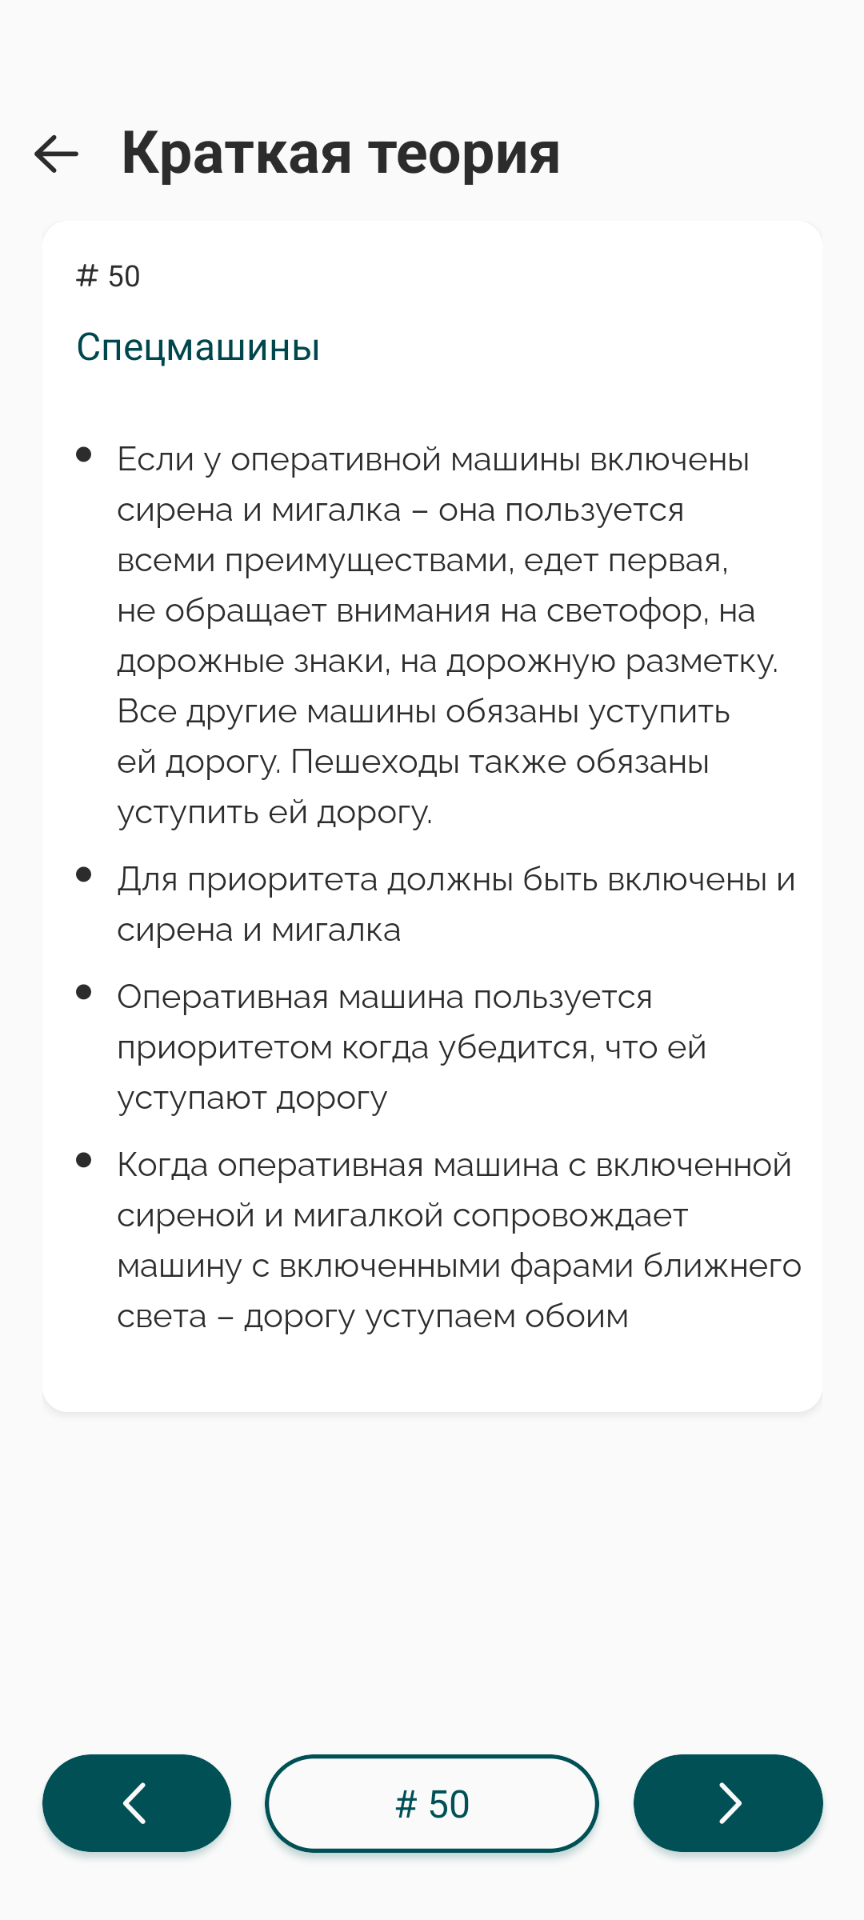 Краткая теория
# 50
Спецмашины
Если у оперативной машины включены
сирена и мигалка – она пользуется
всеми преимуществами, едет первая,
не обращает внимания на светофор, на
дорожные знаки, на дорожную разметку.
Все другие машины обязаны уступить
ей дорогу. Пешеходы также обязаны
уступить ей дорогу.
Для приоритета должны быть включены и
сирена и мигалка
Оперативная машина пользуется
приоритетом когда убедится, что ей
уступают дорогу
Когда оперативная машина с включенной
сиреной и мигалкой сопровождает
машину с включенными фарами ближнего
света – дорогу уступаем обоим
# 50